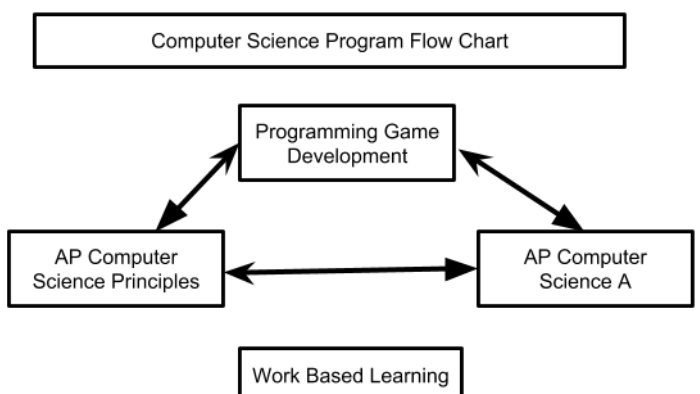 Computer Science Program Flow Chart
Programming Game
Development
AP Computer
Science Principles
AP Computer
Science A
Work Based Learning